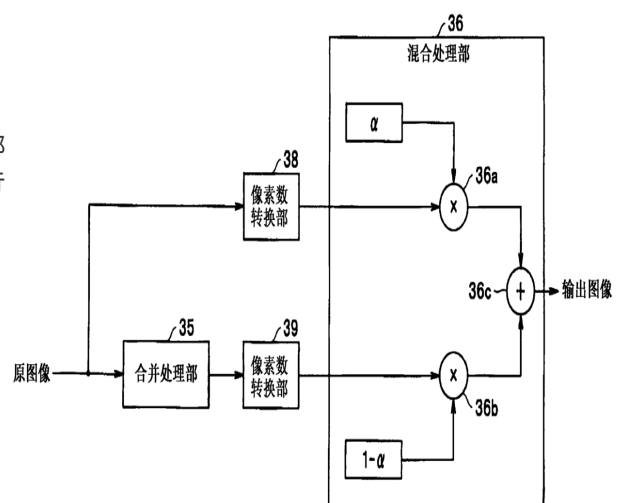 36
混合处理部
α
38
36a
像素数
转换部
×
36c
+
输出图像
35
39
原图像
合并处理部
像素数
转换部
×
36b
1-α